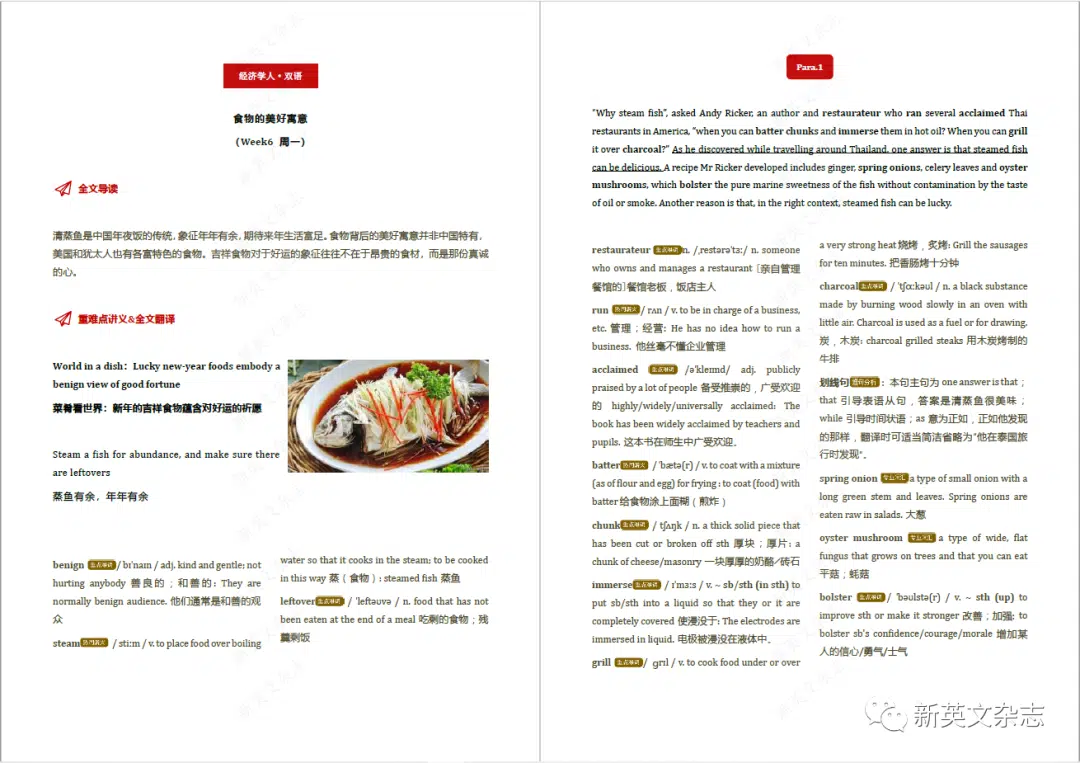 经济学人·双语
食物的美好寓意
(Week6 周一)
全文导读
清蒸鱼是中国年夜饭的传统，象征年年有余，期待来年生活富足。食物背后的美好寓意并非中国特有，
美国和犹太人也有各富特色的食物。吉祥食物对于好运的象征往往不在于昂贵的食材，而是那份真诚
的心。
重难点讲义&全文翻译
World in a dish: Lucky new-year foods embody a
benign view of good fortune
菜肴看世界：新年的吉祥食物蕴含对好运的祈愿
Steam a fish for abundance, and make sure there
are leftovers
蒸鱼有余，年年有余
benign 生点单词 / bɪˈnaɪn / adj. kind and gentle; not
hurting anybody 善良的；和善的: They are
normally benign audience. 他们通常是和善的观
众
steam 热门满大 / stiːm / v. to place food over boiling
water so that it cooks in the steam; to be cooked
in this way 蒸（食物）: steamed fish 蒸鱼
leftover 生点单词 / ˈleftəʊvə / n. food that has not
been eaten at the end of a meal 吃剩的食物；残
羹剩饭
Para.1
"Why steam fish", asked Andy Ricker, an author and restaurateur who ran several acclaimed Thai
restaurants in America, "when you can batter chunks and immerse them in hot oil? When you can grill
it over charcoal?" As he discovered while travelling around Thailand, one answer is that steamed fish
can be delicious. A recipe Mr Ricker developed includes ginger, spring onions, celery leaves and oyster
mushrooms, which bolster the pure marine sweetness of the fish without contamination by the taste
of oil or smoke. Another reason is that, in the right context, steamed fish can be lucky.
restaurateur n. /ˌrestərəˈtɜː/ n. someone
who owns and manages a restaurant［亲自管理
餐馆的］餐馆老板，饭店主人
run / rʌn / v. to be in charge of a business,
etc. 管理；经营: He has no idea how to run a
business. 他丝毫不懂企业管理
acclaimed /əˈkleɪmd/ adj. publicly
praised by a lot of people 备受推崇的，广受欢迎
的 highly/widely/universally acclaimed: The
book has been widely acclaimed by teachers and
pupils. 这本书在师生中广受欢迎。
batter / ˈbætə(r) / v. to coat with a mixture
(as of flour and egg) for frying : to coat (food) with
batter 给食物涂上面糊（煎炸）
chunk / tʃʌŋk / n. a thick solid piece that
has been cut or broken off sth 厚块；厚片: a
chunk of cheese/masonry 一块厚厚的奶酪／砖石
immerse / ɪˈmɜːs / v. ~ sb/sth (in sth) to
put sb/sth into a liquid so that they or it are
completely covered 使浸没于: The electrodes are
immersed in liquid. 电极被浸没在液体中。
grill / ɡrɪl / v. to cook food under or over
a very strong heat 烧烤，炙烤: Grill the sausages
for ten minutes. 把香肠烤十分钟
charcoal / ˈtʃɑːkəʊl / n. a black substance
made by burning wood slowly in an oven with
little air. Charcoal is used as a fuel or for drawing.
炭，木炭: charcoal grilled steaks 用木炭烤制的
牛排
划线句：本句主句为 one answer is that；
that 引导表语从句，答案是清蒸鱼很美味；
while 引导时间状语；as 意为正如，正如他发现
的那样，翻译时可适当简洁省略为"他在泰国旅
行时发现"。
spring onion a type of small onion with a
long green stem and leaves. Spring onions are
eaten raw in salads. 大葱
oyster mushroom a type of wide, flat
fungus that grows on trees and that you can eat
平菇；蚝菇
bolster / ˈbəʊlstə(r) / v. ~ sth (up) to
improve sth or make it stronger 改善；加强: to
bolster sb's confidence/courage/morale 增加某
人的信心/勇气/士气
新英文杂志